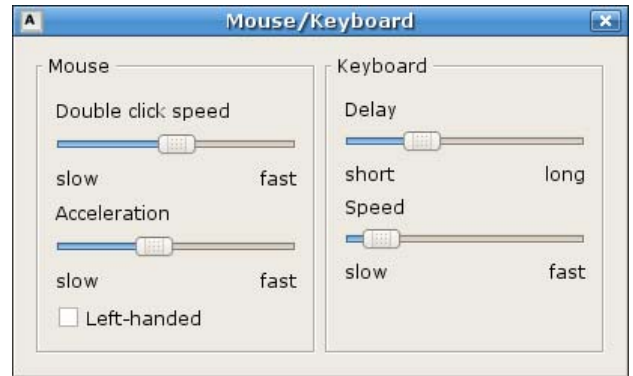 A
Mouse/Keyboard
Mouse
Double click speed
slow fast
Acceleration
slow fast
Left-handed
Keyboard
Delay
short long
Speed
slow fast